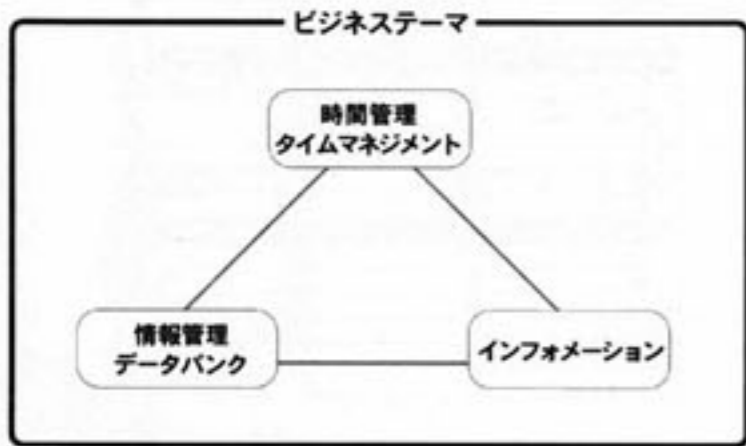 ビジネステーマ
時間管理
タイムマネジメント
情報管理
データバンク
インフォメーション